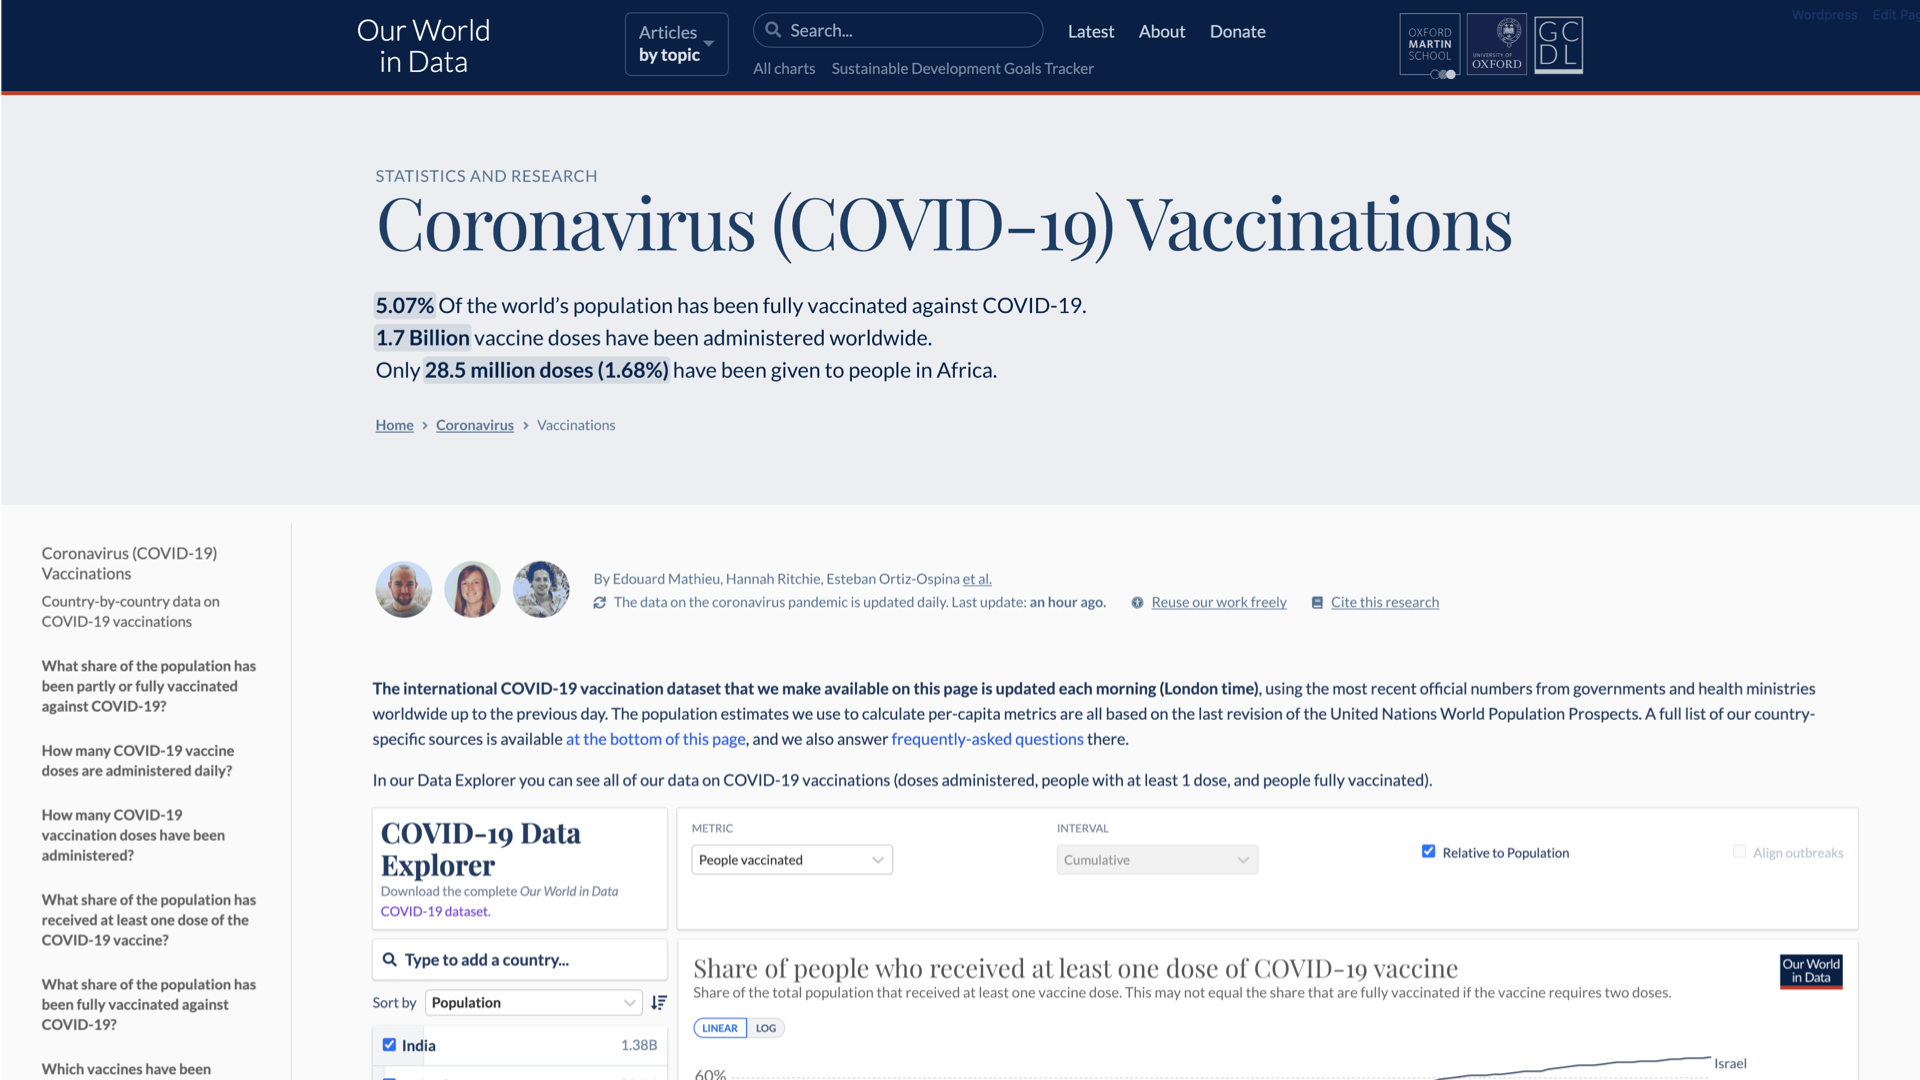 Our World
in Data
Articles
by topic
Search...
Latest
About
Donate
All charts
Sustainable Development Goals Tracker
OXFORD
MARTIN
SCHOOL
UNIVERSITY OF
OXFORD
GC
DL
Wordpress
Edit Pag
STATISTICS AND RESEARCH
Coronavirus (COVID-19) Vaccinations
5.07% Of the world's population has been fully vaccinated against COVID-19.
1.7 Billion vaccine doses have been administered worldwide.
Only 28.5 million doses (1.68%) have been given to people in Africa.
Home > Coronavirus > Vaccinations
Coronavirus (COVID-19)
Vaccinations
Country-by-country data on
COVID-19 vaccinations
What share of the population has
been partly or fully vaccinated
against COVID-19?
How many COVID-19 vaccine
doses are administered daily?
How many COVID-19
vaccination doses have been
administered?
What share of the population has
received at least one dose of the
COVID-19 vaccine?
What share of the population has
been fully vaccinated against
COVID-19?
Which vaccines have been
By Edouard Mathieu, Hannah Ritchie, Esteban Ortiz-Ospina et al.
The data on the coronavirus pandemic is updated daily. Last update: an hour ago.
Reuse our work freely
Cite this research
The international COVID-19 vaccination dataset that we make available on this page is updated each morning (London time), using the most recent official numbers from governments and health ministries
worldwide up to the previous day. The population estimates we use to calculate per-capita metrics are all based on the last revision of the United Nations World Population Prospects. A full list of our country-
specific sources is available at the bottom of this page, and we also answer frequently-asked questions there.
In our Data Explorer you can see all of our data on COVID-19 vaccinations (doses administered, people with at least 1 dose, and people fully vaccinated).
COVID-19 Data
Explorer
Download the complete Our World in Data
COVID-19 dataset.
METRIC
People vaccinated
INTERVAL
Cumulative
Relative to Population
Align outbreaks
Type to add a country...
Sort by
Population
India
1.38B
Share of people who received at least one dose of COVID-19 vaccine
Share of the total population that received at least one vaccine dose. This may not equal the share that are fully vaccinated if the vaccine requires two doses.
Our World
in Data
LINEAR
LOG
60%
Israel